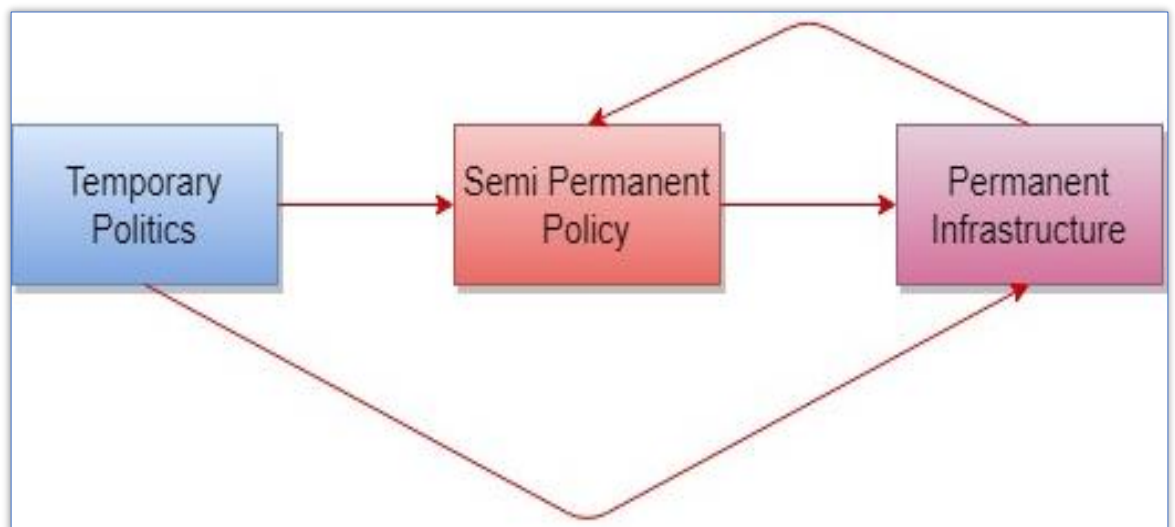 Temporary
Politics
Semi Permanent
Policy
Permanent
Infrastructure